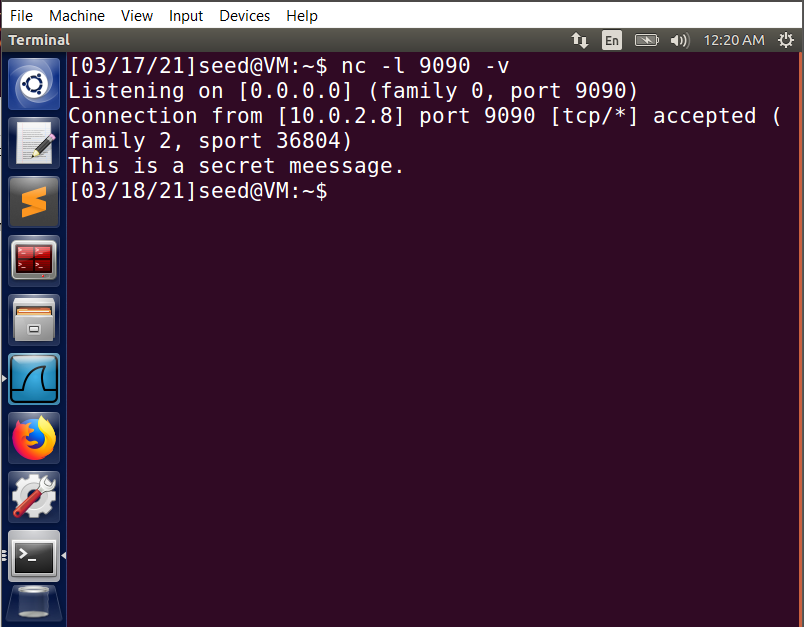 File Machine View Input Devices Help
Terminal En 12:20 AM
[03/17/21]seed@VM:~$ nc -l 9090 -v
Listening on [0.0.0.0] (family 0, port 9090)
Connection from [10.0.2.8] port 9090 [tcp/*] accepted (
family 2, sport 36804)
This is a secret meessage.
[03/18/21]seed@VM:~$